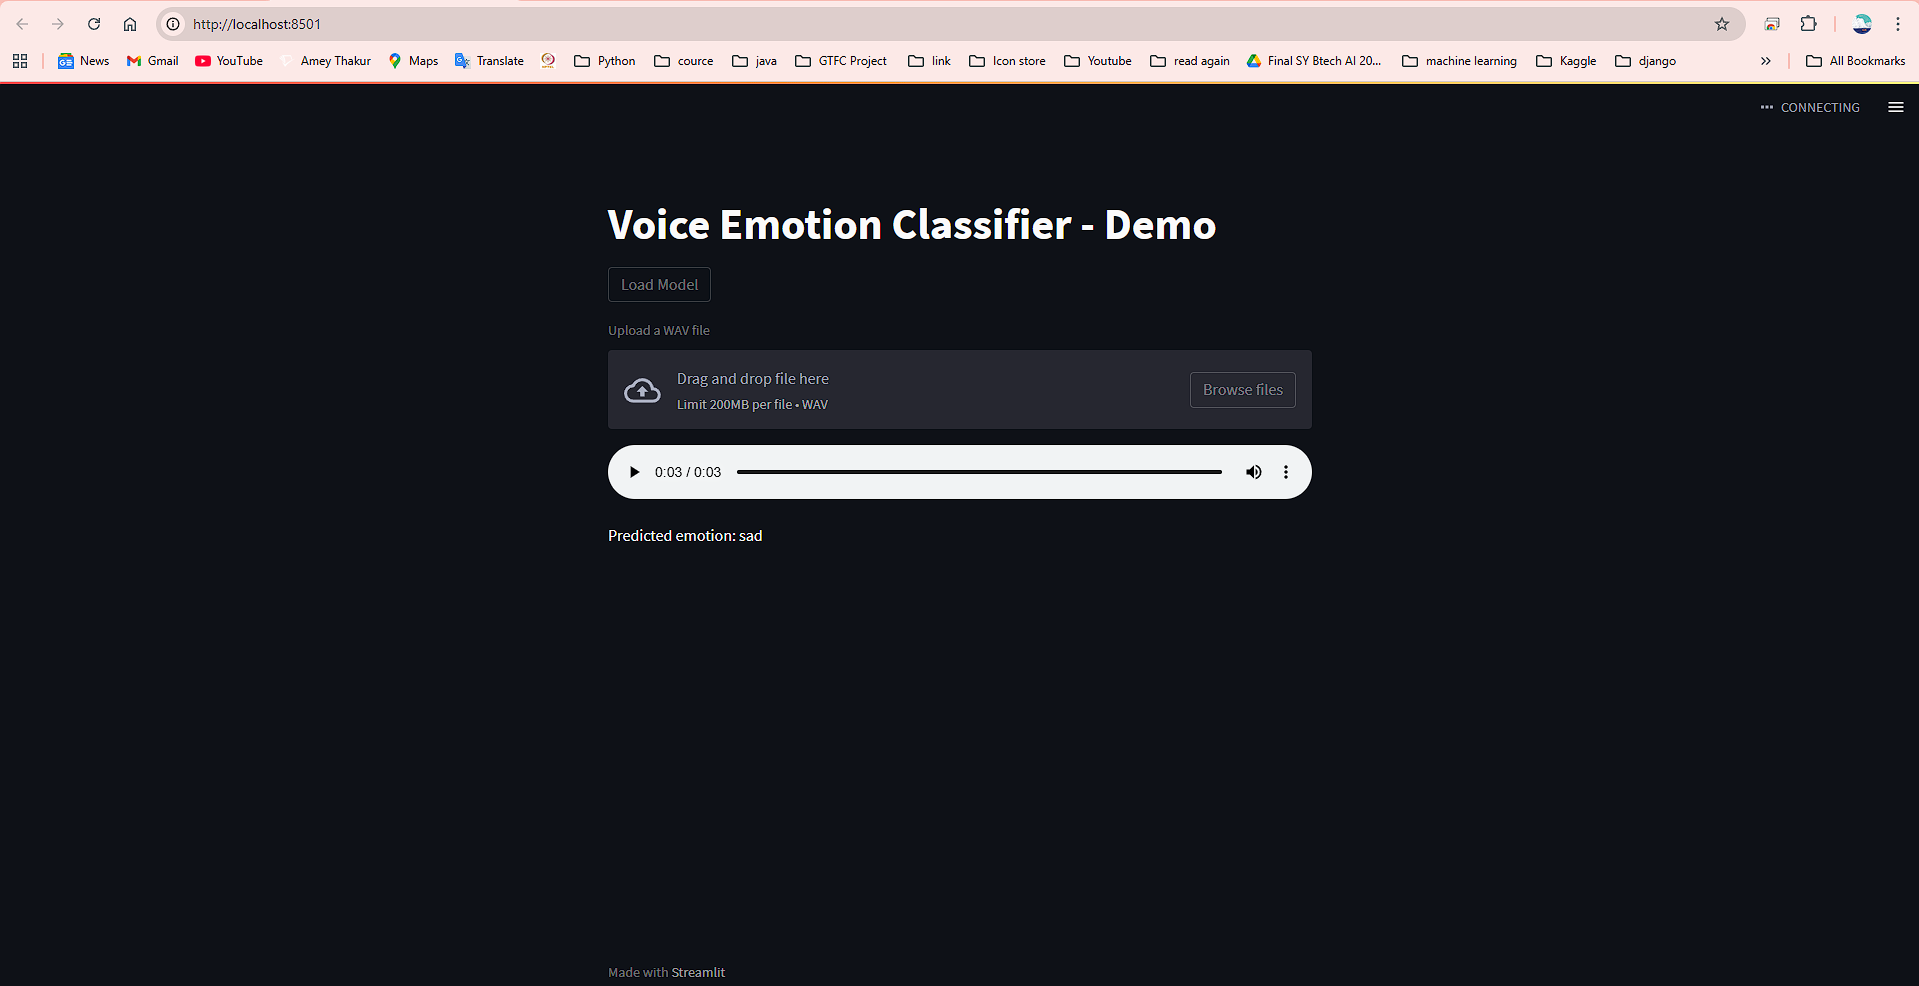 http://localhost:8501
News Gmail YouTube Amey Thakur Maps Translate Python cource java GTFC Project link Icon store Youtube read again Final SY Btech AI 20... machine learning Kaggle django » All Bookmarks
CONNECTING
Voice Emotion Classifier - Demo
Load Model
Upload a WAV file
Drag and drop file here
Limit 200MB per file • WAV
Browse files
0:03 / 0:03
Predicted emotion: sad
Made with Streamlit